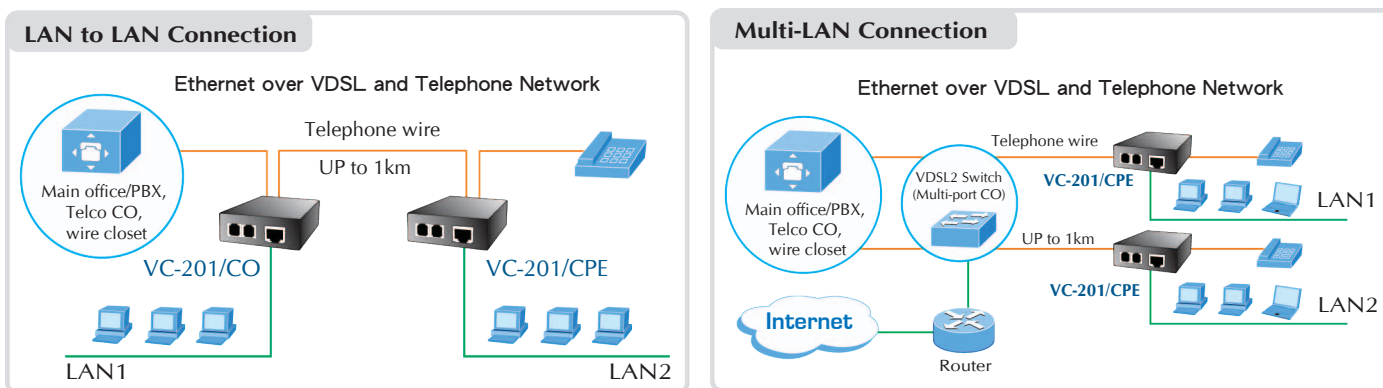 LAN to LAN Connection
Ethernet over VDSL and Telephone Network
Telephone wire
UP to 1km
Main office/PBX,
Telco CO,
wire closet
VC-201/CO
VC-201/CPE
LAN1
LAN2
Multi-LAN Connection
Ethernet over VDSL and Telephone Network
Telephone wire
VDSL2 Switch
(Multi-port CO)
VC-201/CPE
LAN1
Main office/PBX,
Telco CO,
wire closet
UP to 1km
VC-201/CPE
LAN2
Internet
Router